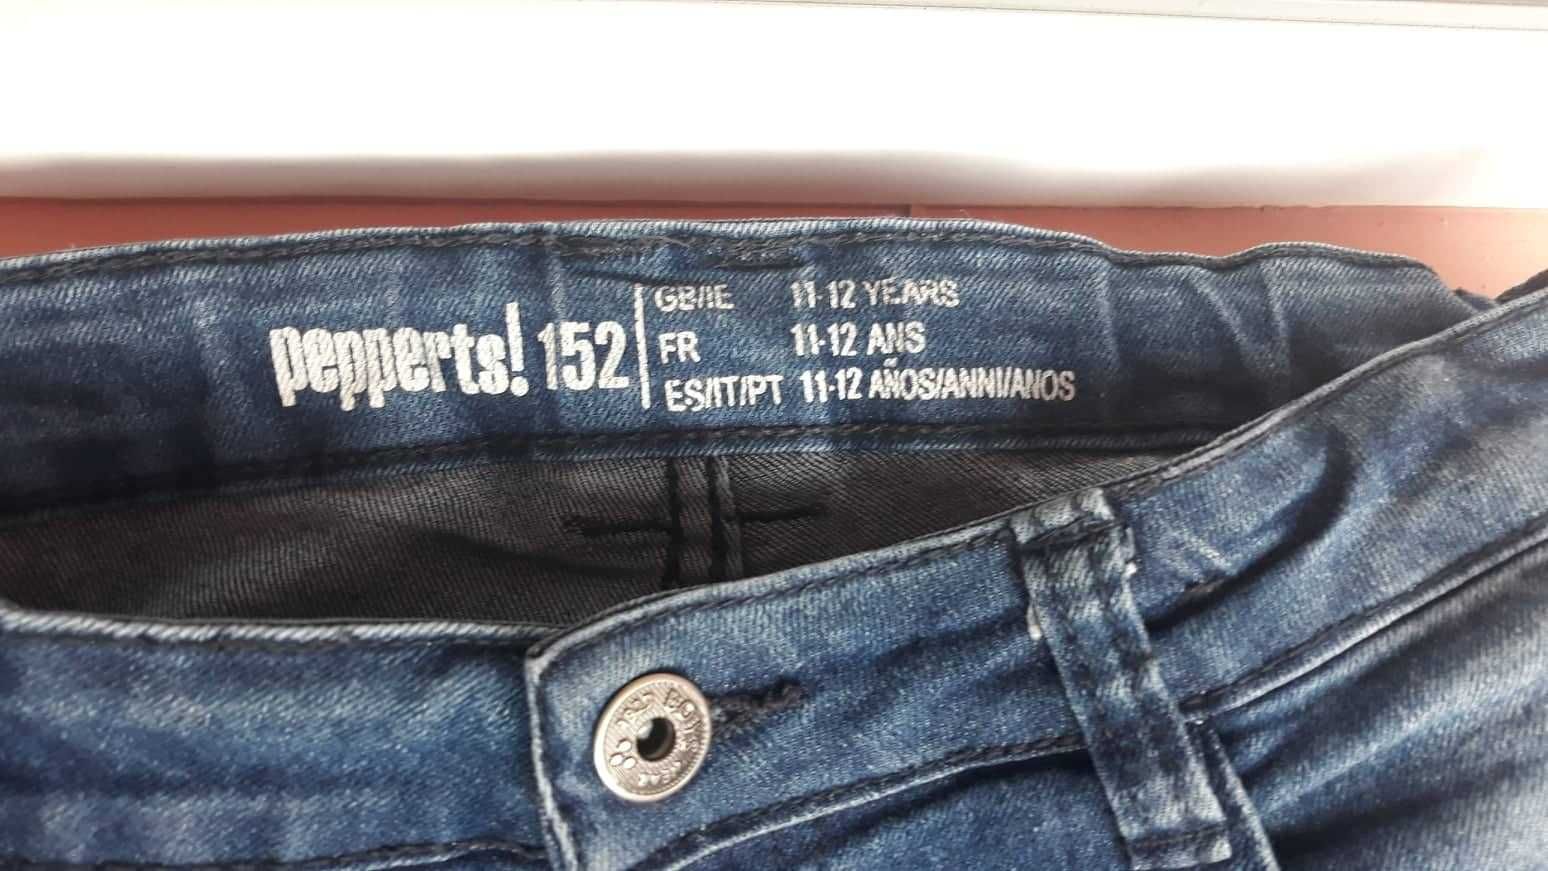 pepperts! 152
GB/IE 11-12 YEARS
FR 11-12 ANS
ES/IT/PT 11-12 AÑOS/ANNI/ANOS